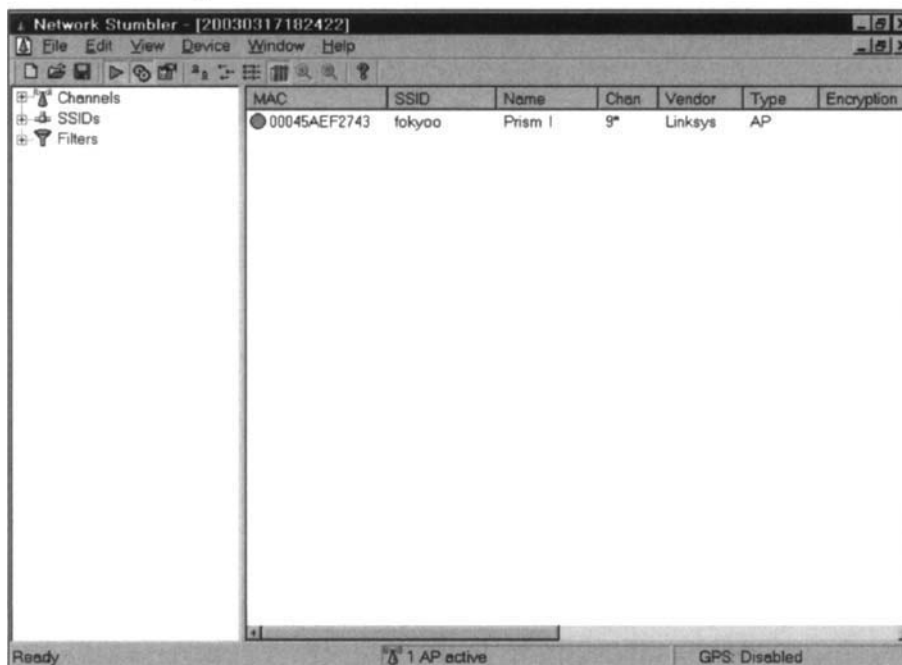 Network Stumbler - [20030317182422]
File Edit View Device Window Help
Channels
SSIDs
Filters
MAC SSID Name Chan Vendor Type Encryption
00045AEF2743 fokyoo Prism I 9* Linksys AP
Ready 1 AP active GPS: Disabled